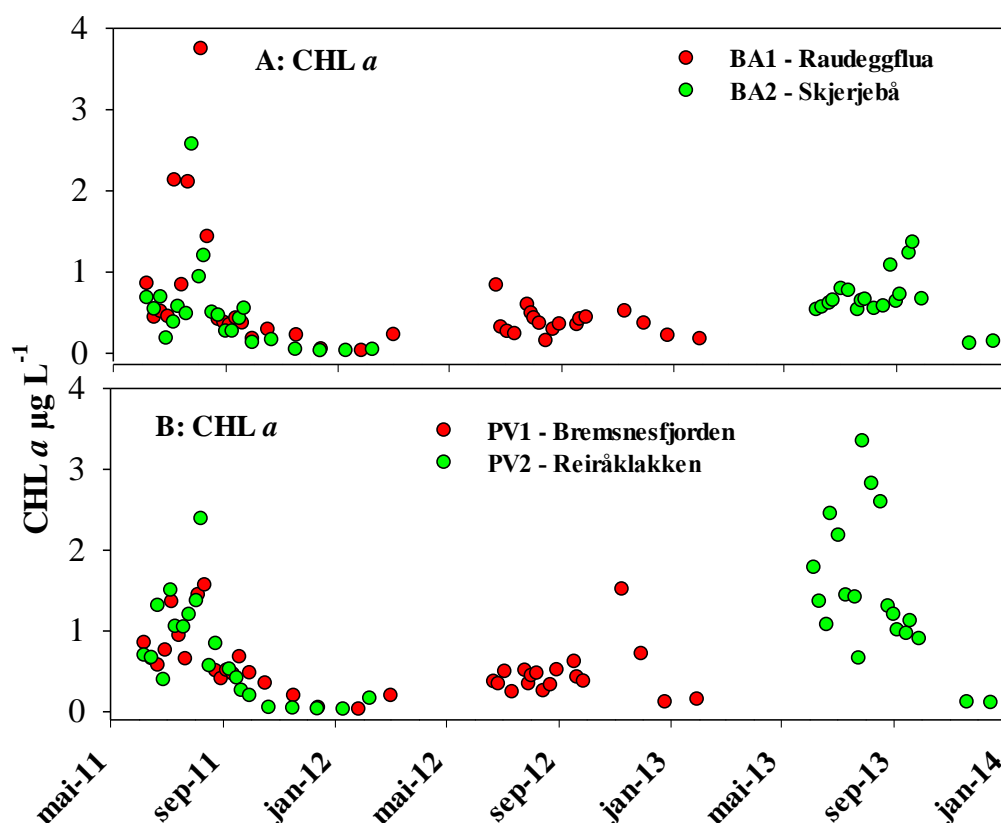 4
A: CHL a
BA1 - Raudeggflua
BA2 - Skjerjebå
3
2
1
0
CHL a µg L-1
4
B: CHL a
PV1 - Bremsnesfjorden
PV2 - Reiråklakken
3
2
1
0
mai-11
sep-11
jan-12
mai-12
sep-12
jan-13
mai-13
sep-13
jan-14